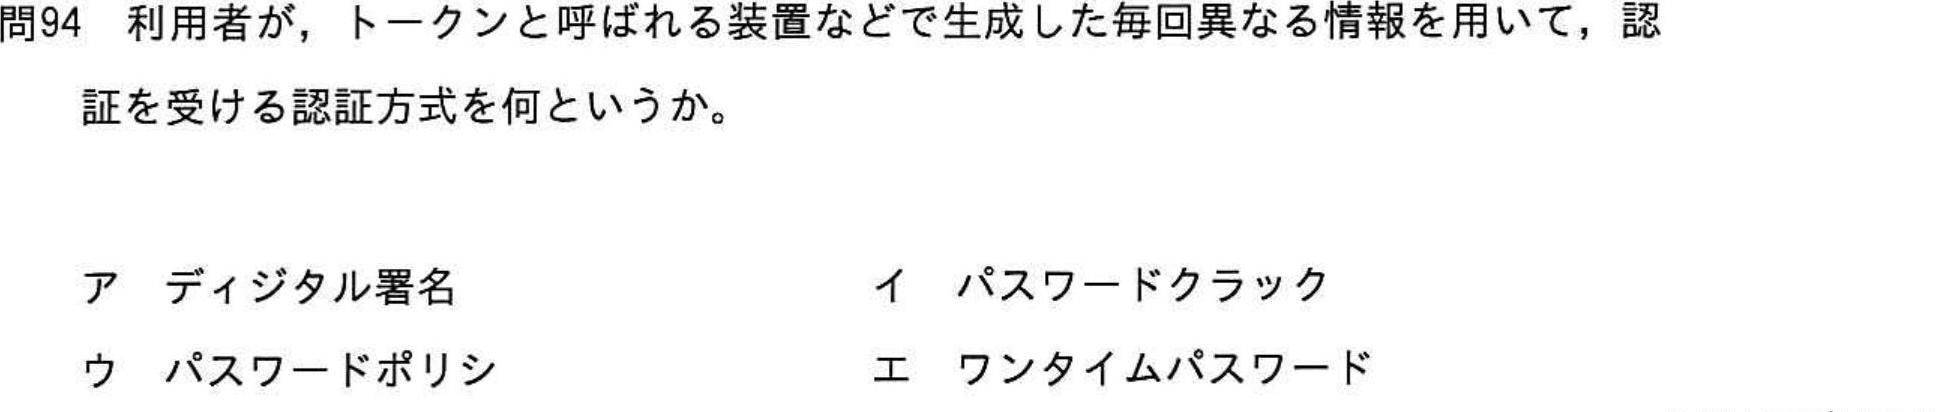 問94　利用者が，トークンと呼ばれる装置などで生成した毎回異なる情報を用いて，認
証を受ける認証方式を何というか。
ア　ディジタル署名　イ　パスワードクラック
ウ　パスワードポリシ　エ　ワンタイムパスワード